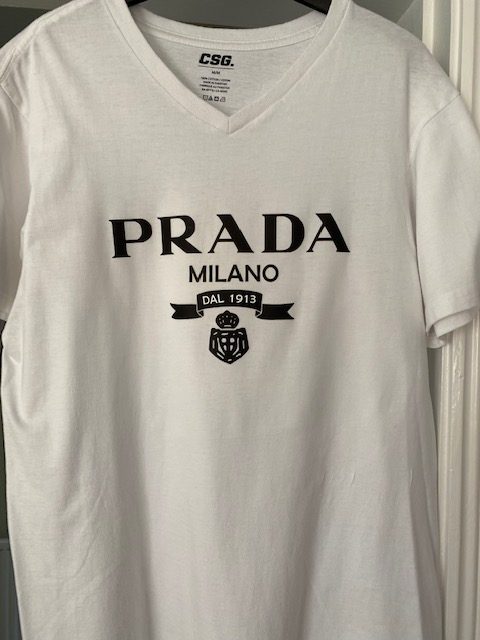 CSG.
M/M
PRADA
MILANO
DAL 1913